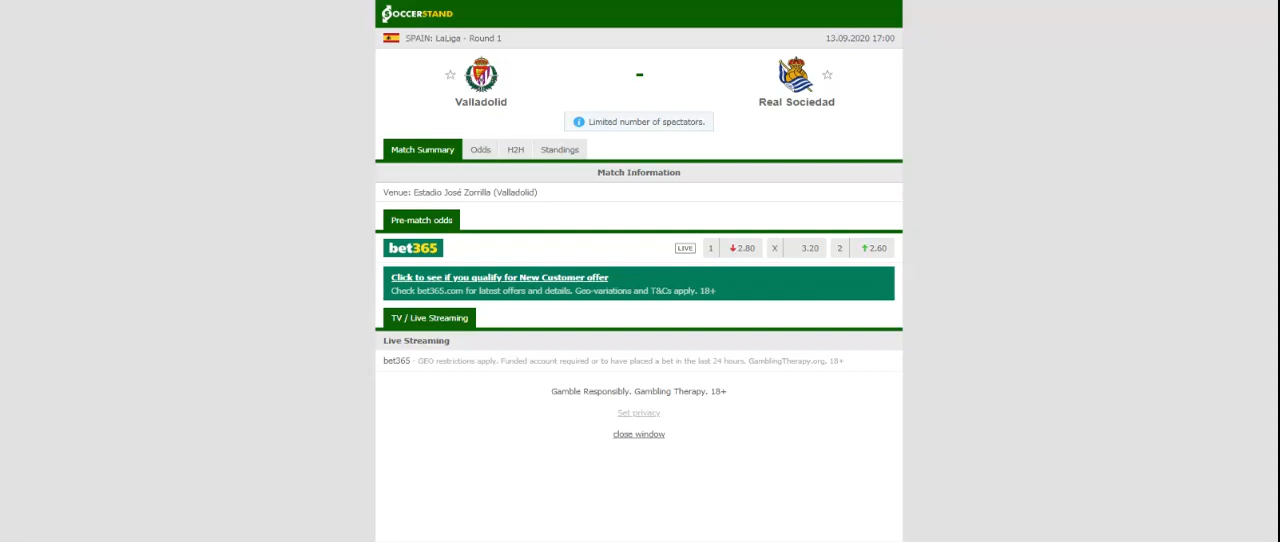 SOCCERSTAND
SPAIN: LaLiga - Round 1 13.09.2020 17:00
-
Valladolid Real Sociedad
Limited number of spectators.
Match Summary Odds H2H Standings
Match Information
Venue: Estadio José Zorrilla (Valladolid)
Pre-match odds
bet365 LIVE 1 2.80 X 3.20 2 2.60
Click to see if you qualify for New Customer offer
Check bet365.com for latest offers and details. Geo-variations and T&Cs apply. 18+
TV / Live Streaming
Live Streaming
bet365 - GEO restrictions apply. Funded account required or to have placed a bet in the last 24 hours. GamblingTherapy.org, 18+
Gamble Responsibly. Gambling Therapy. 18+
Set privacy
close window